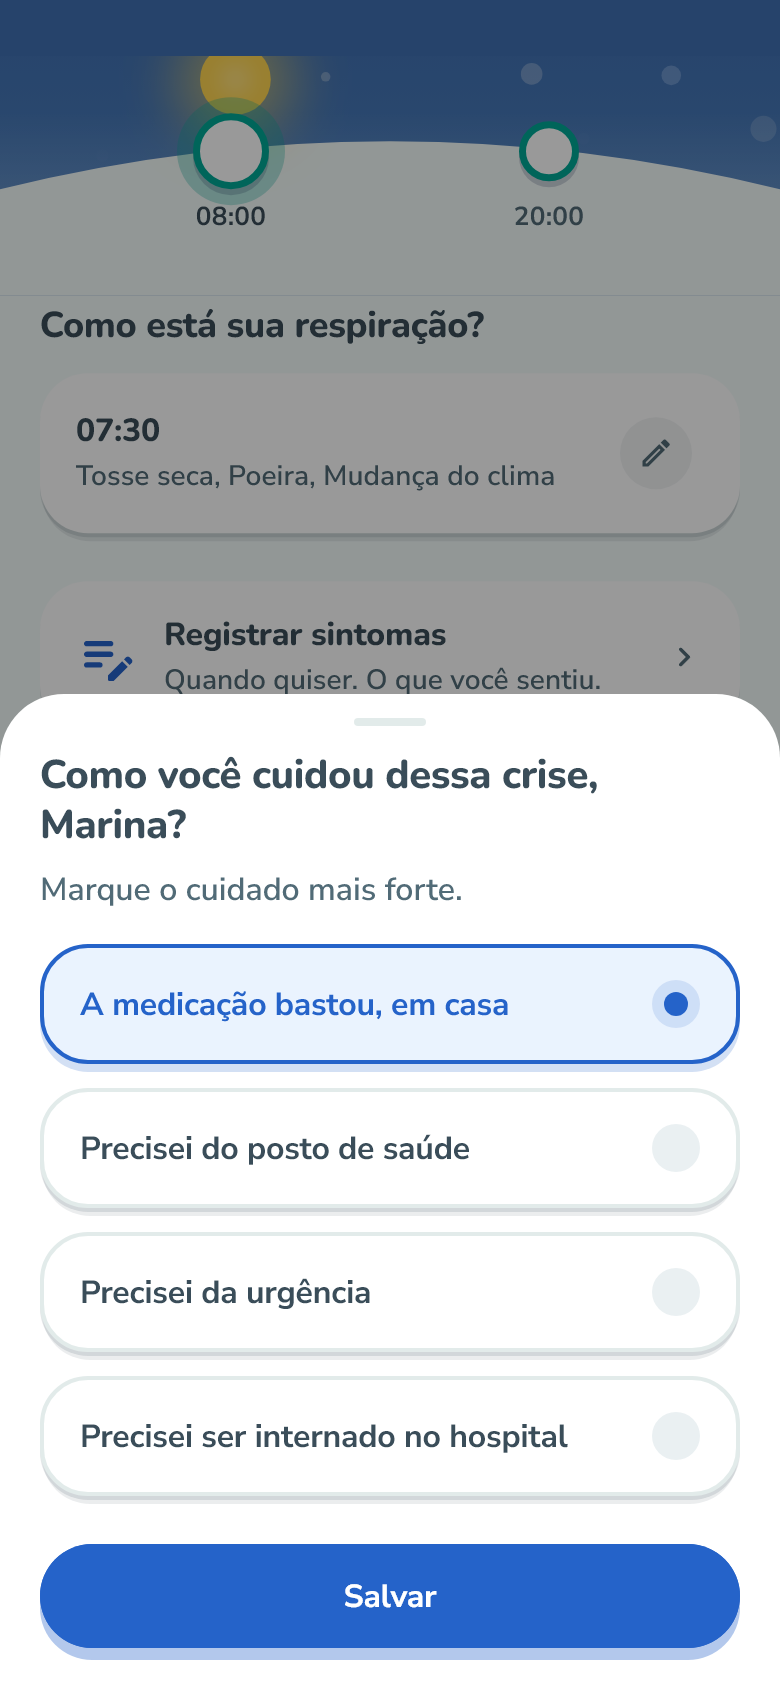 08:00
20:00
Como está sua respiração?
07:30
Tosse seca, Poeira, Mudança do clima
Registrar sintomas
Quando quiser. O que você sentiu.
Como você cuidou dessa crise,
Marina?
Marque o cuidado mais forte.
A medicação bastou, em casa
Precisei do posto de saúde
Precisei da urgência
Precisei ser internado no hospital
Salvar